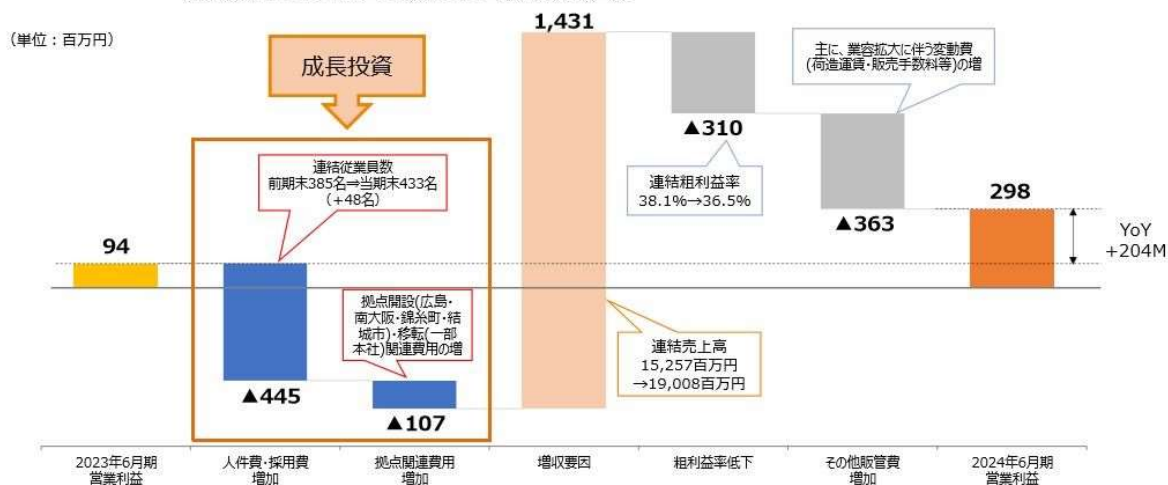 (単位：百万円)
成長投資
1,431
主に、業容拡大に伴う変動費
(荷造運賃・販売手数料等)の増
連結従業員数
前期末385名⇒当期末433名
(+48名)
▲310
連結粗利益率
38.1%→36.5%
▲363
298
YoY
+204M
94
拠点開設(広島・
南大阪・錦糸町・結
城市)・移転(一部
本社)関連費用の増
▲445
▲107
連結売上高
15,257百万円
→19,008百万円
2023年6月期
営業利益
人件費・採用費
増加
拠点関連費用
増加
増収要因
粗利益率低下
その他販管費
増加
2024年6月期
営業利益